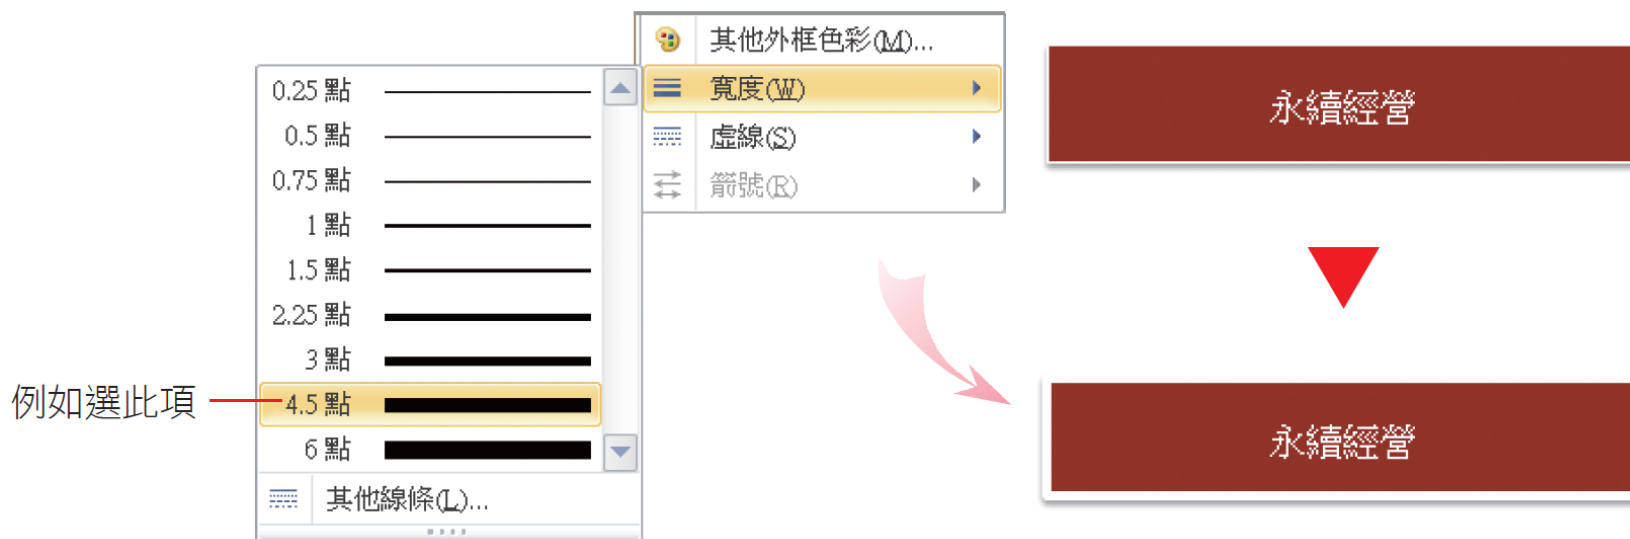 其他外框色彩(M)...
寬度(W)
虛線(S)
箭號(R)
0.25 點
0.5 點
0.75 點
1 點
1.5 點
2.25 點
3 點
4.5 點
6 點
其他線條(L)...
例如選此項
永續經營
永續經營